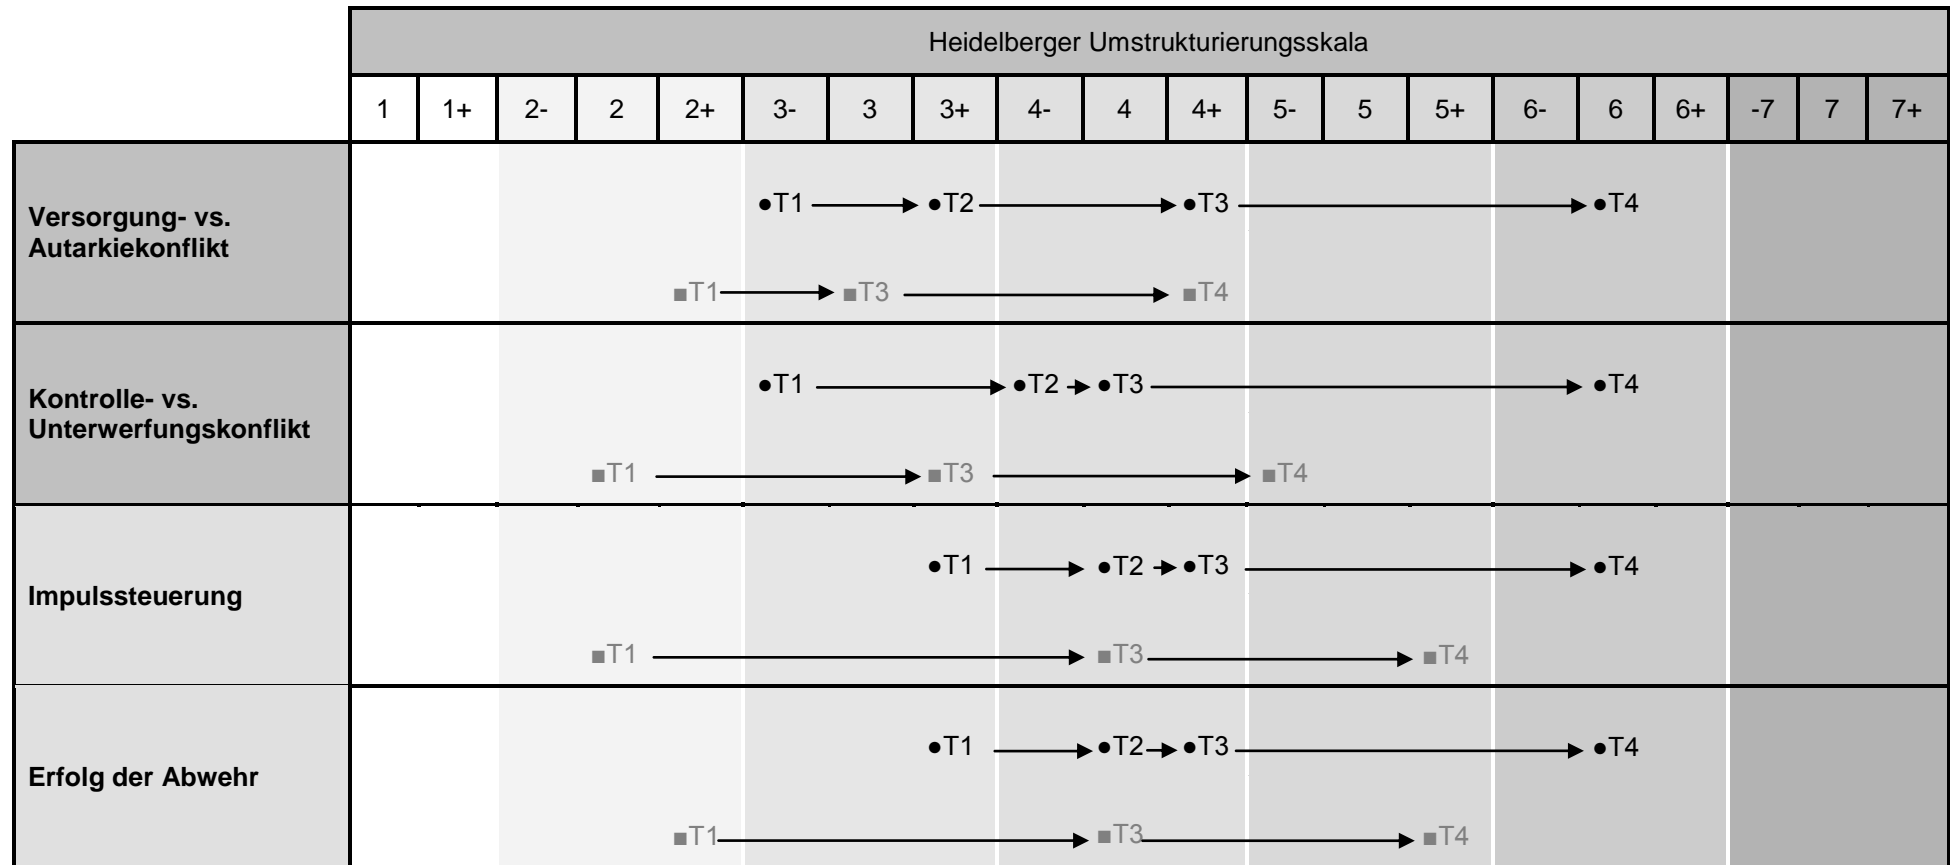 Heidelberger Umstrukturierungsskala
1 1+ 2- 2 2+ 3- 3 3+ 4- 4 4+ 5- 5 5+ 6- 6 6+ -7 7 7+
Versorgung- vs.
Autarkiekonflikt
●T1 ●T2 ●T3 ●T4
■T1 ■T3 ■T4
Kontrolle- vs.
Unterwerfungskonflikt
●T1 ●T2 ●T3 ●T4
■T1 ■T3 ■T4
Impulssteuerung
●T1 ●T2 ●T3 ●T4
■T1 ■T3 ■T4
Erfolg der Abwehr
●T1 ●T2 ●T3 ●T4
■T1 ■T3 ■T4